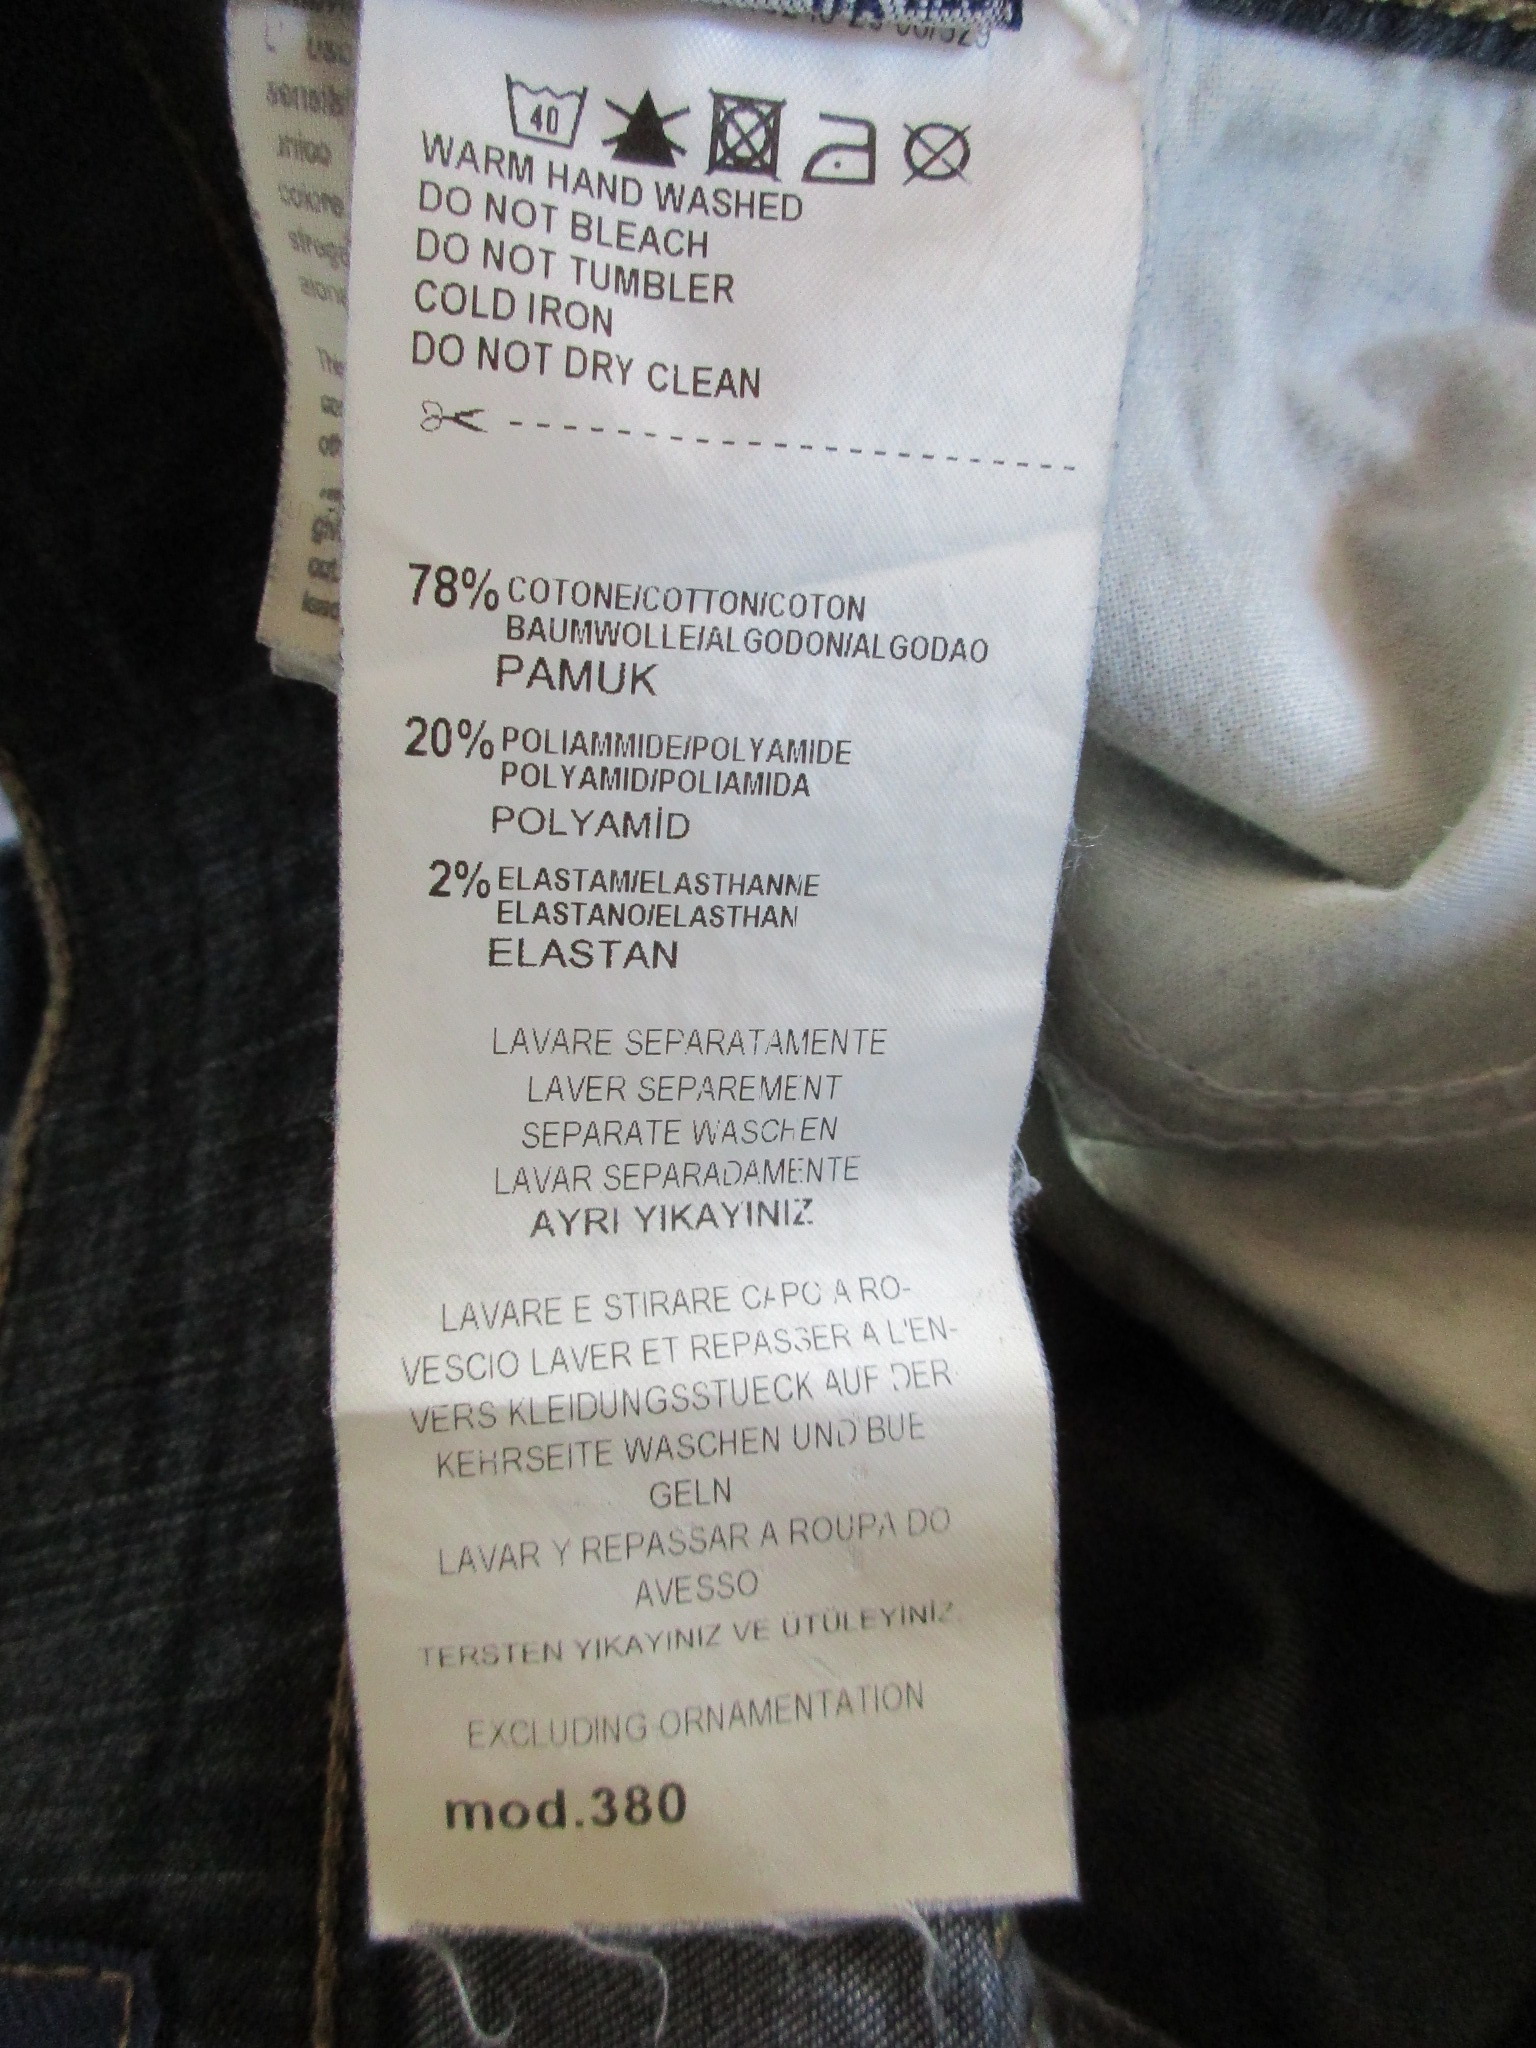 40
WARM HAND WASHED
DO NOT BLEACH
DO NOT TUMBLER
COLD IRON
DO NOT DRY CLEAN
78% COTONE/COTTON/COTON
BAUMWOLLE/ALGODON/ALGODAO
PAMUK
20% POLIAMMIDE/POLYAMIDE
POLYAMID/POLIAMIDA
POLYAMİD
2% ELASTAM/ELASTHANNE
ELASTANO/ELASTHAN
ELASTAN
LAVARE SEPARATAMENTE
LAVER SEPAREMENT
SEPARATE WASCHEN
LAVAR SEPARADAMENTE
AYRI YIKAYINIZ
LAVARE E STIRARE CAPO A RO-
VESCIO LAVER ET REPASSER A L'EN-
VERS KLEIDUNGSSTUECK AUF DER
KEHRSEITE WASCHEN UND BUE
GELN
LAVAR Y REPASSAR A ROUPA DO
AVESSO
TERSTEN YIKAYINIZ VE ÜTÜLEYİNİZ
EXCLUDING ORNAMENTATION
mod.380